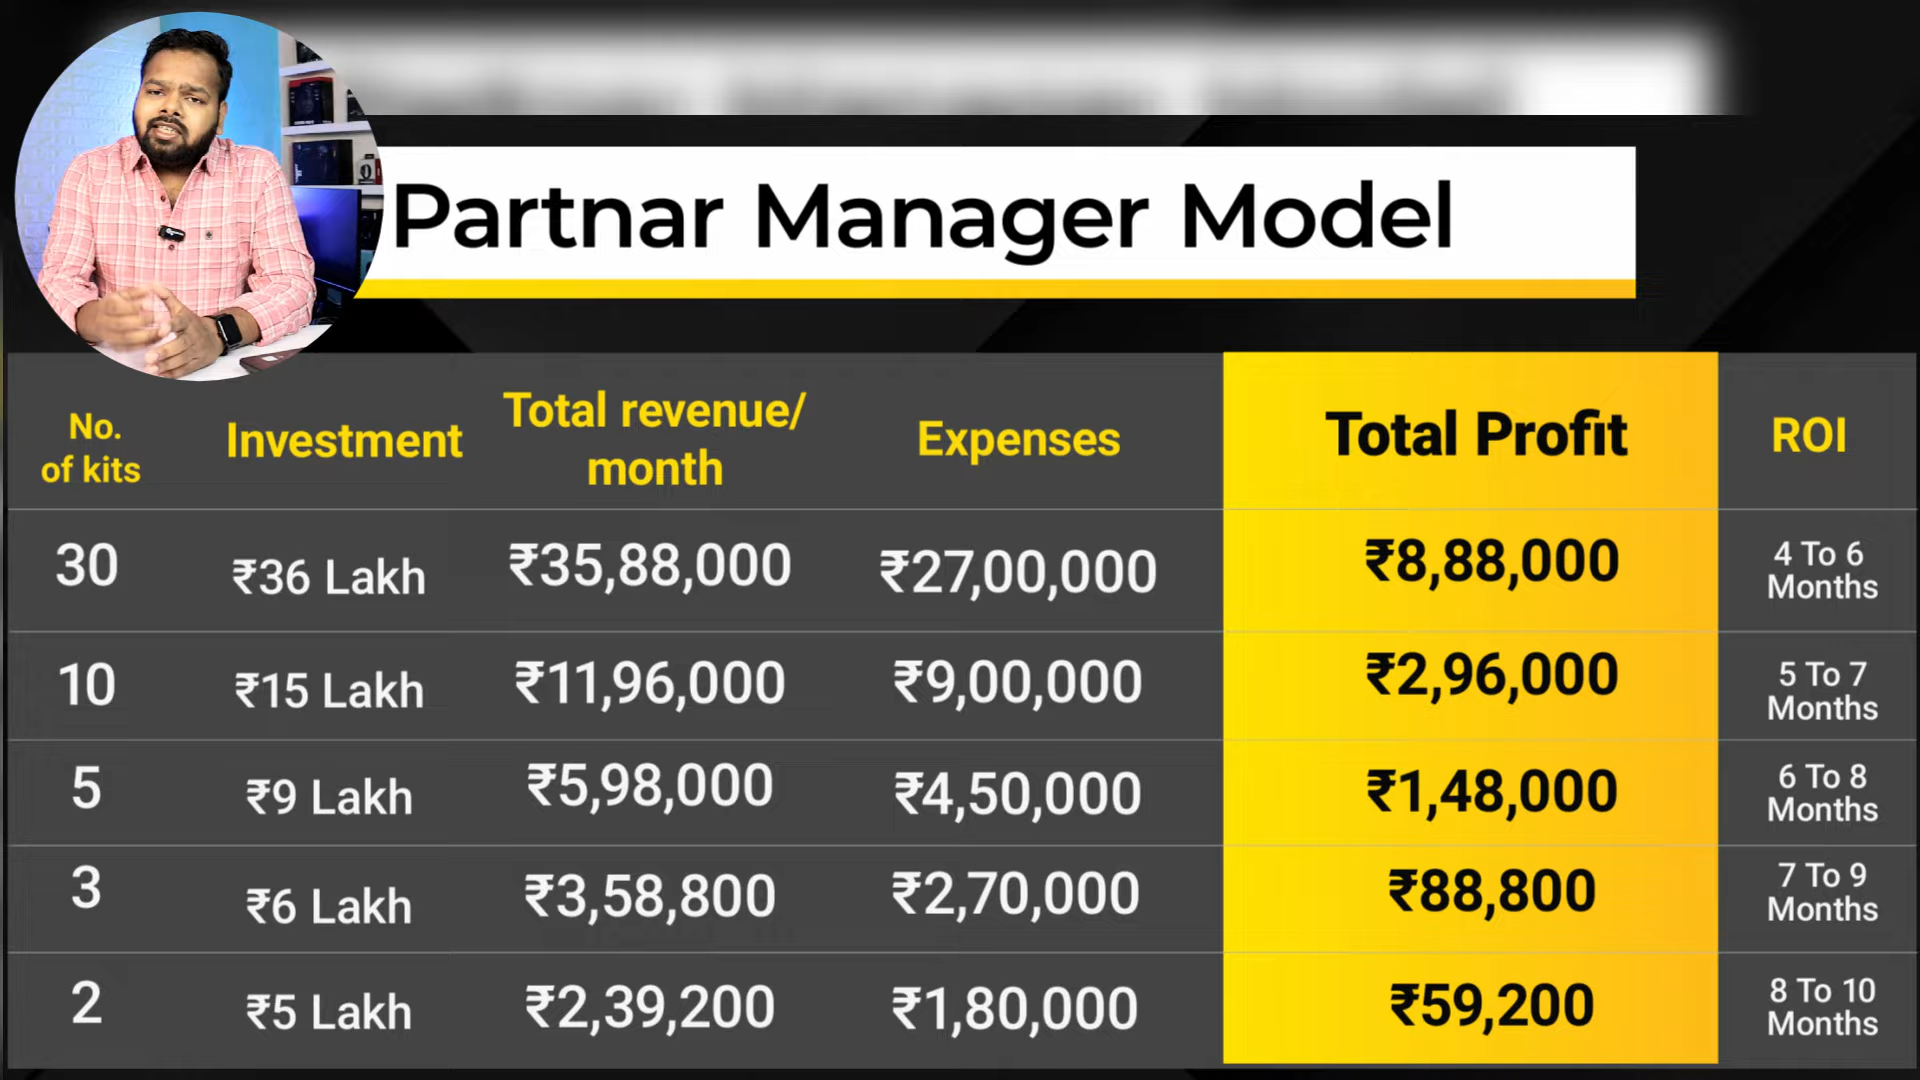 Partnar Manager Model
No.
of kits
Investment
Total revenue/
month
Expenses
Total Profit
ROI
30
₹36 Lakh
₹35,88,000
₹27,00,000
₹8,88,000
4 To 6
Months
10
₹15 Lakh
₹11,96,000
₹9,00,000
₹2,96,000
5 To 7
Months
5
₹9 Lakh
₹5,98,000
₹4,50,000
₹1,48,000
6 To 8
Months
3
₹6 Lakh
₹3,58,800
₹2,70,000
₹88,800
7 To 9
Months
2
₹5 Lakh
₹2,39,200
₹1,80,000
₹59,200
8 To 10
Months